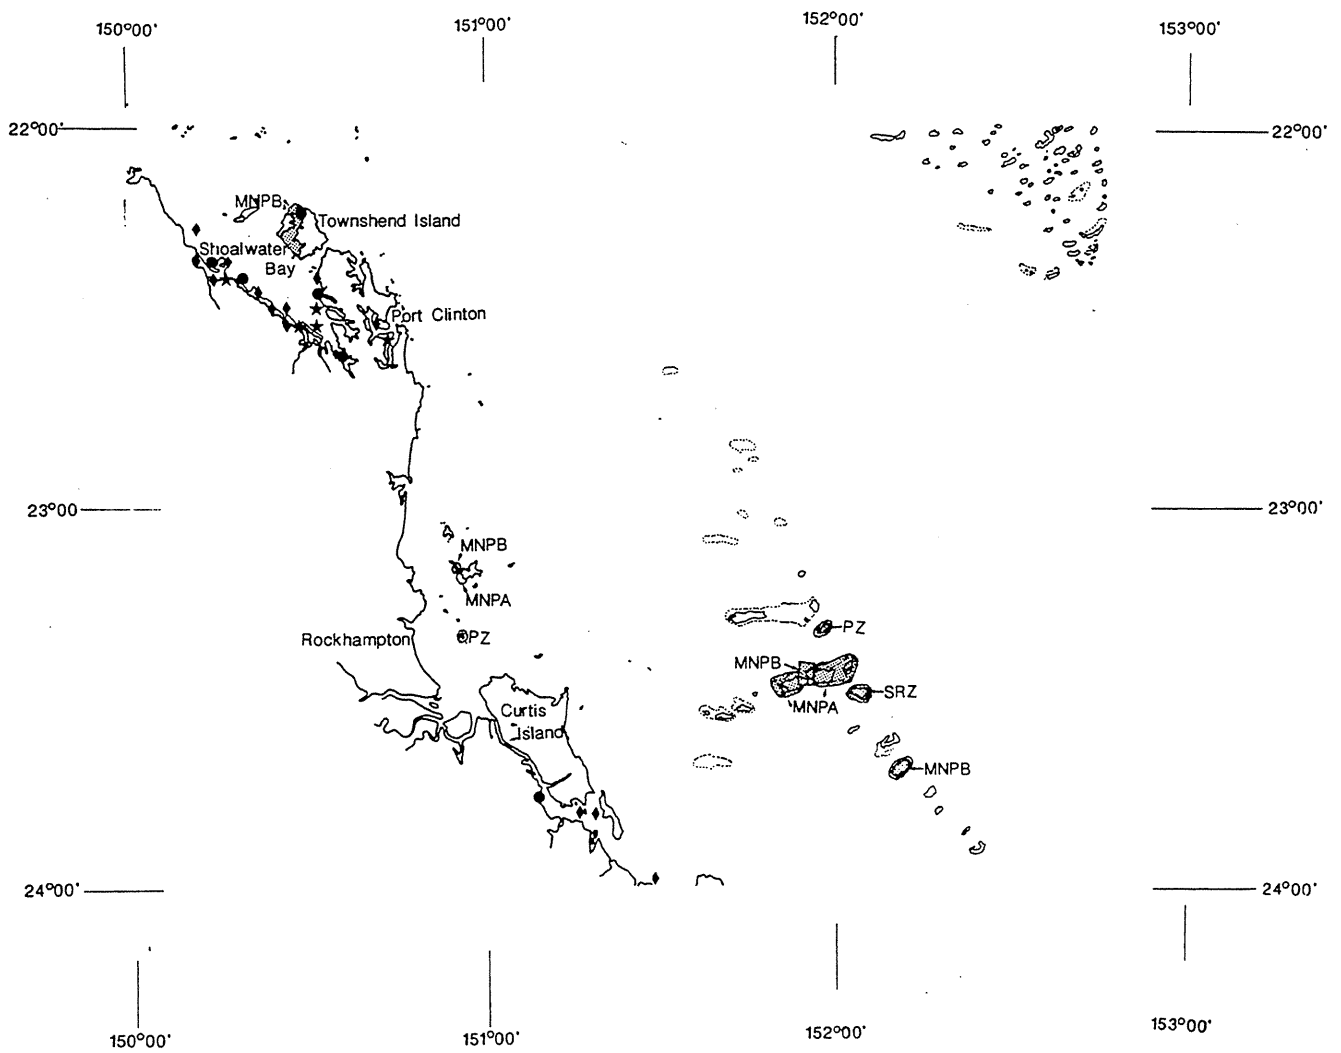 150°00'
151°00'
152°00'
153°00'
22°00'
22°00'
MNPB
Townshend Island
Shoalwater
Bay
Port Clinton
23°00
23°00'
MNPB
MNPA
Rockhampton
PZ
PZ
MNPB
MNPA
SRZ
Curtis
Island
MNPB
24°00'
24°00'
150°00'
151°00'
152°00'
153°00'